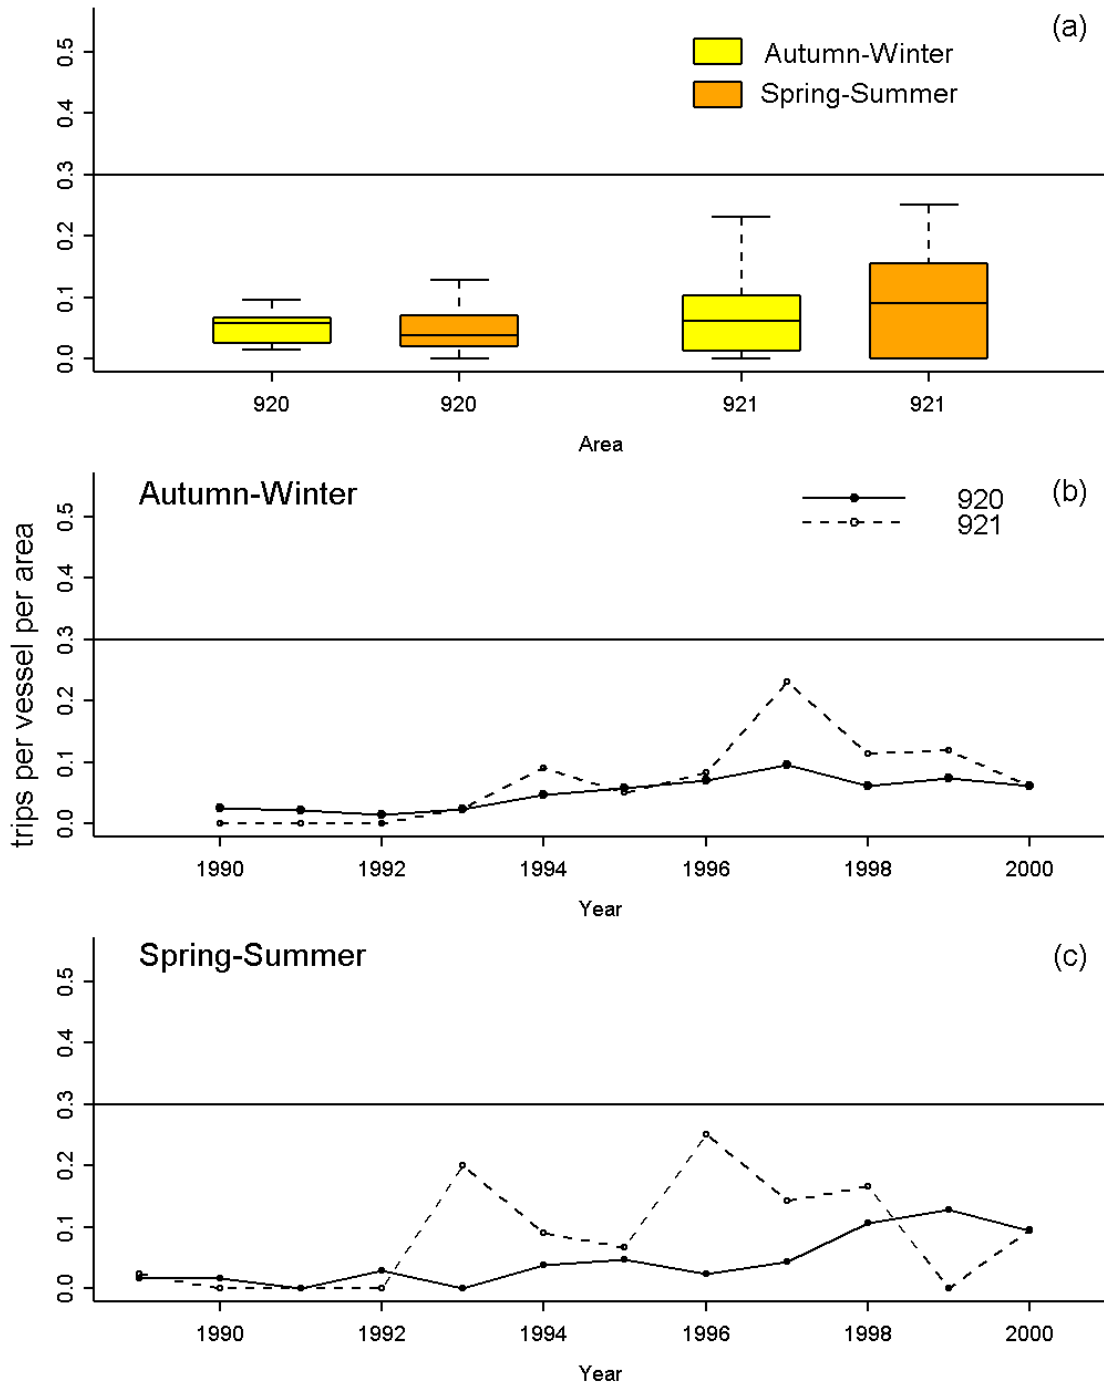 (a)
Autumn-Winter
Spring-Summer
0.5
0.4
0.3
0.2
0.1
0.0
920 920 921 921
Area
trips per vessel per area
Autumn-Winter
920
921
(b)
0.5
0.4
0.3
0.2
0.1
0.0
1990 1992 1994 1996 1998 2000
Year
Spring-Summer
(c)
0.5
0.4
0.3
0.2
0.1
0.0
1990 1992 1994 1996 1998 2000
Year